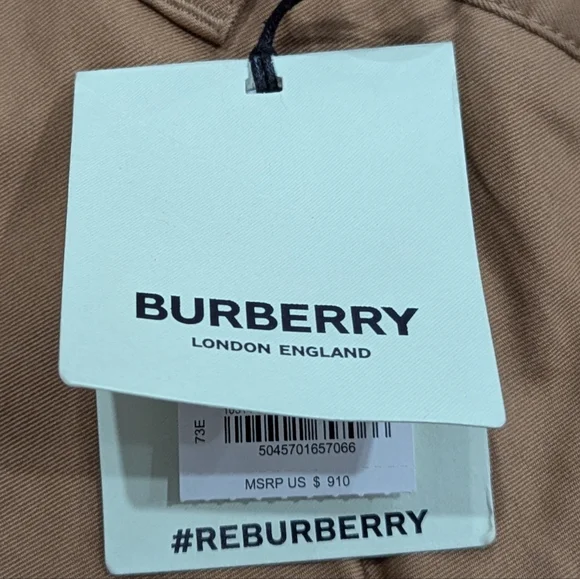 BURBERRY
LONDON ENGLAND
73E
5045701657066
MSRP US $ 910
#REBURBERRY